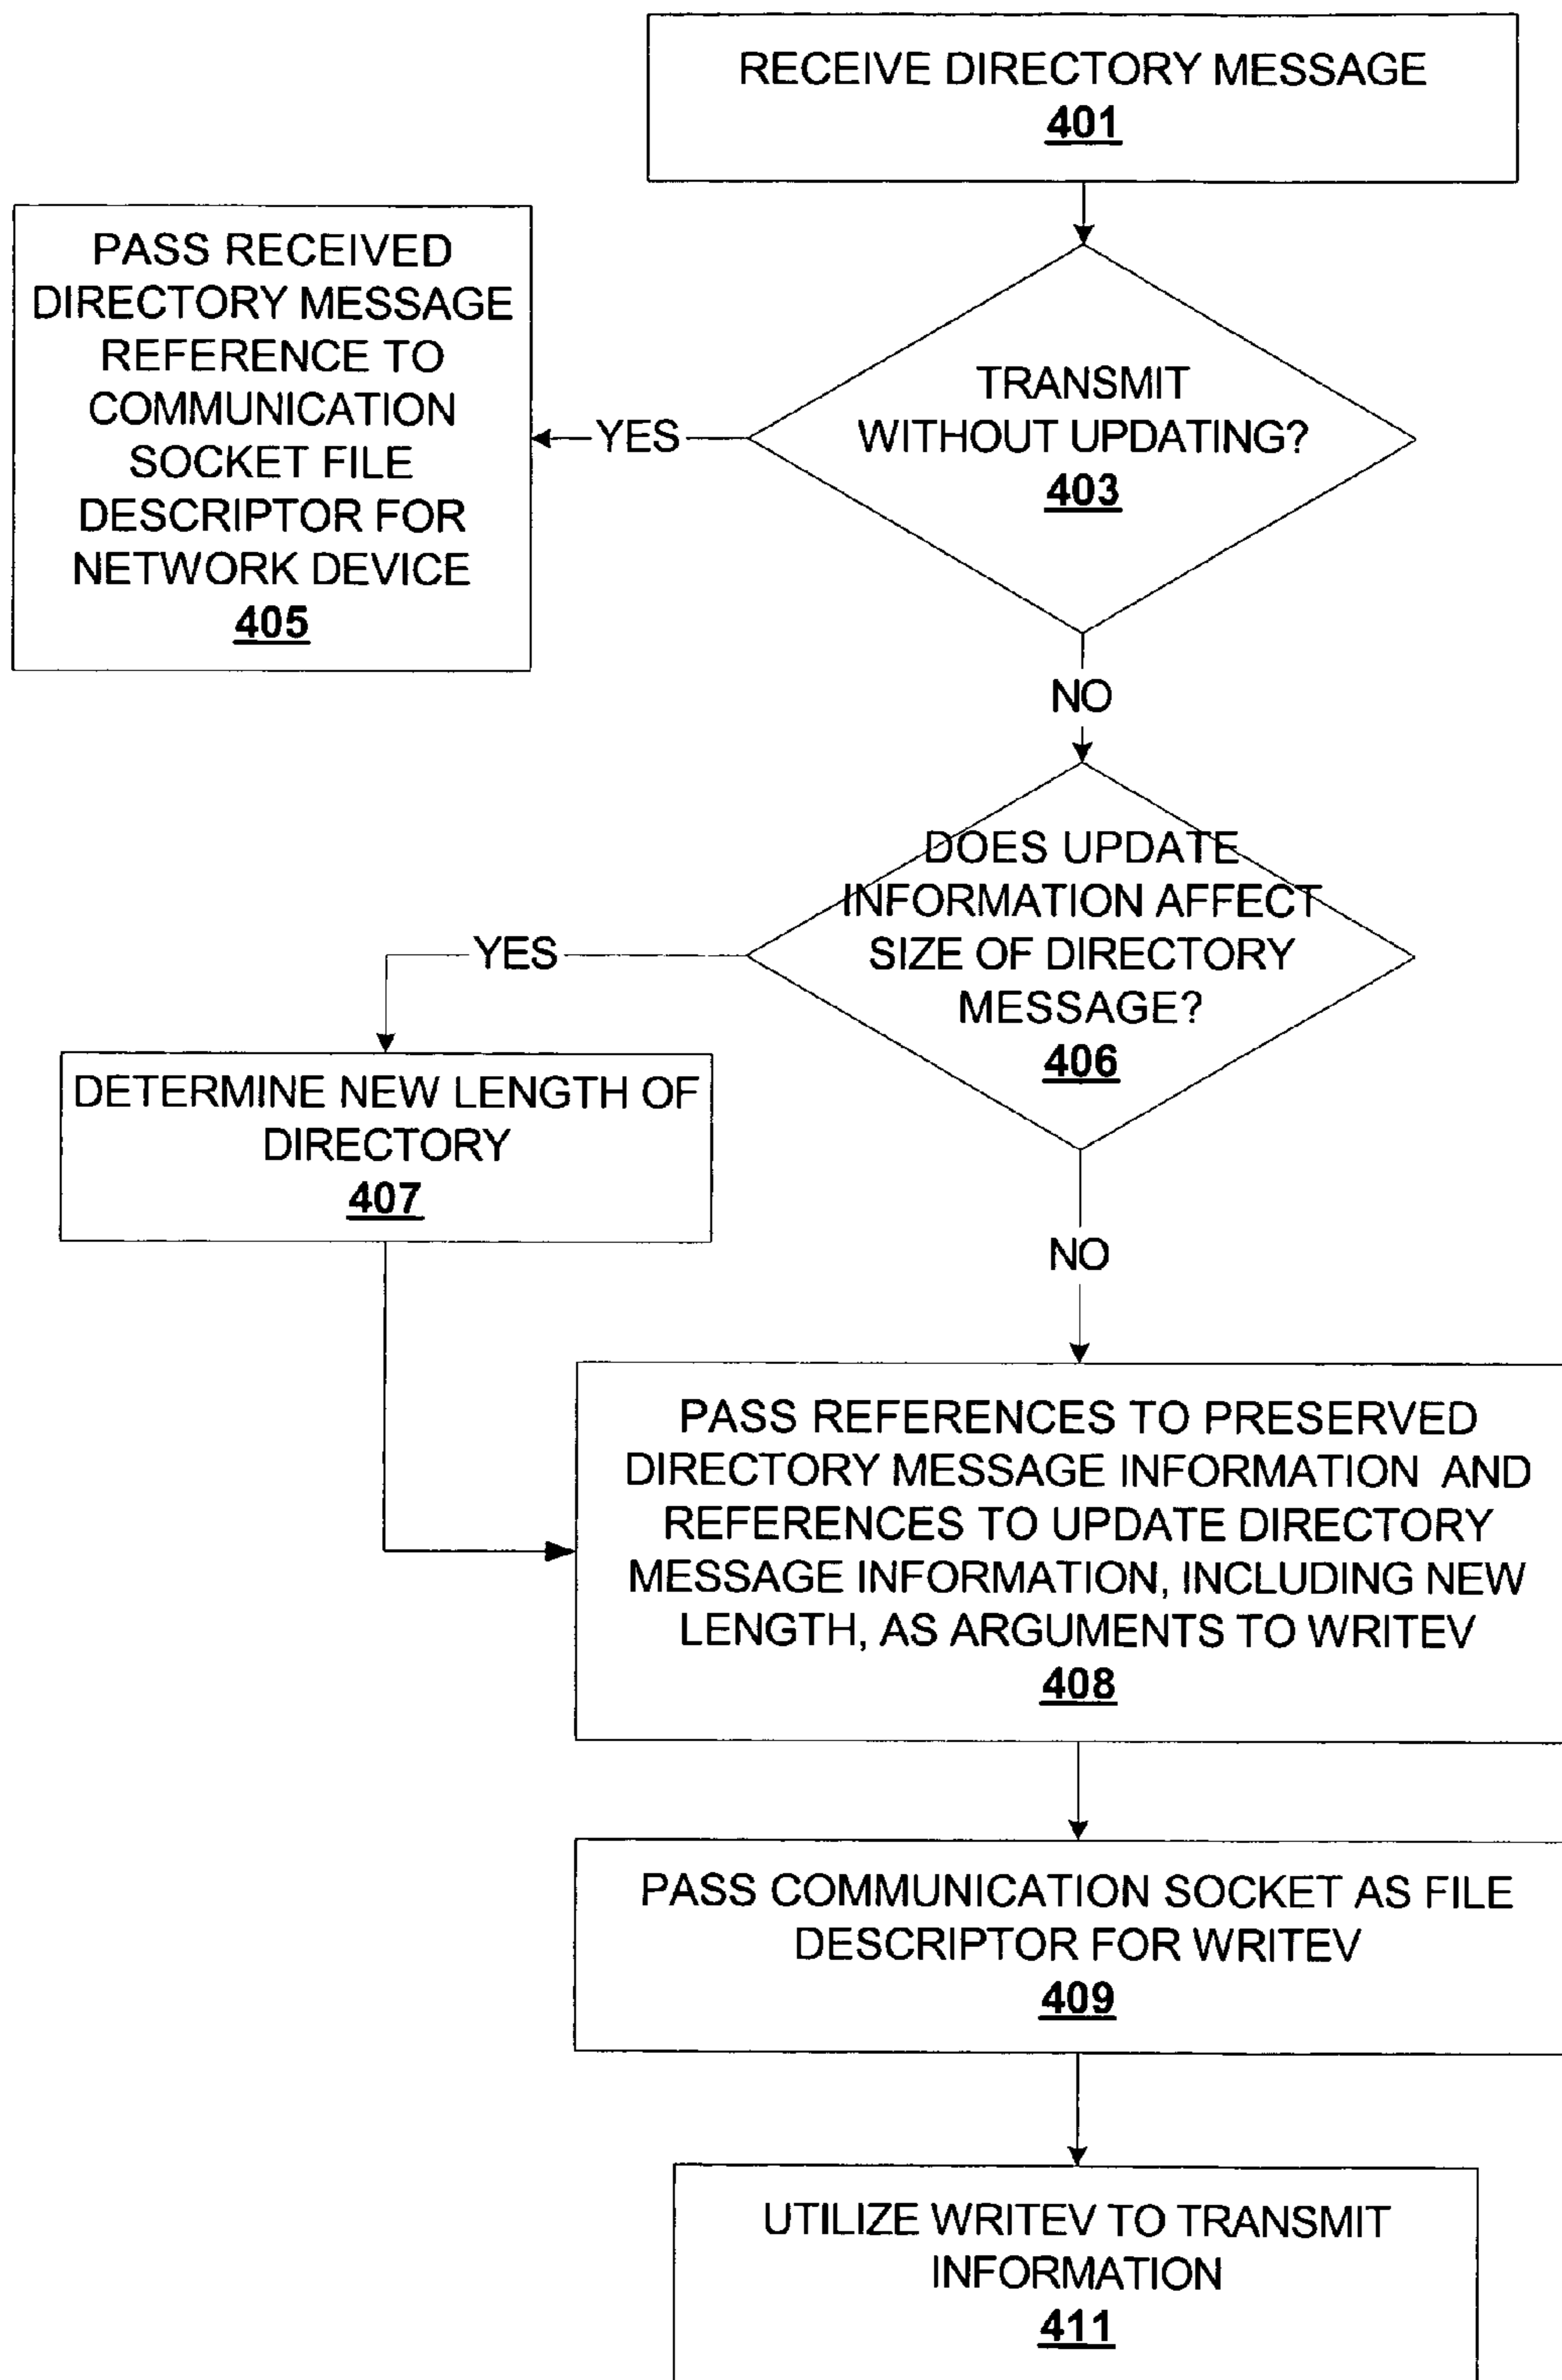 RECEIVE DIRECTORY MESSAGE
401
PASS RECEIVED
DIRECTORY MESSAGE
REFERENCE TO
COMMUNICATION
SOCKET FILE
DESCRIPTOR FOR
NETWORK DEVICE
405
YES
TRANSMIT
WITHOUT UPDATING?
403
NO
DOES UPDATE
INFORMATION AFFECT
SIZE OF DIRECTORY
MESSAGE?
406
YES
DETERMINE NEW LENGTH OF
DIRECTORY
407
NO
PASS REFERENCES TO PRESERVED
DIRECTORY MESSAGE INFORMATION AND
REFERENCES TO UPDATE DIRECTORY
MESSAGE INFORMATION, INCLUDING NEW
LENGTH, AS ARGUMENTS TO WRITEV
408
PASS COMMUNICATION SOCKET AS FILE
DESCRIPTOR FOR WRITEV
409
UTILIZE WRITEV TO TRANSMIT
INFORMATION
411